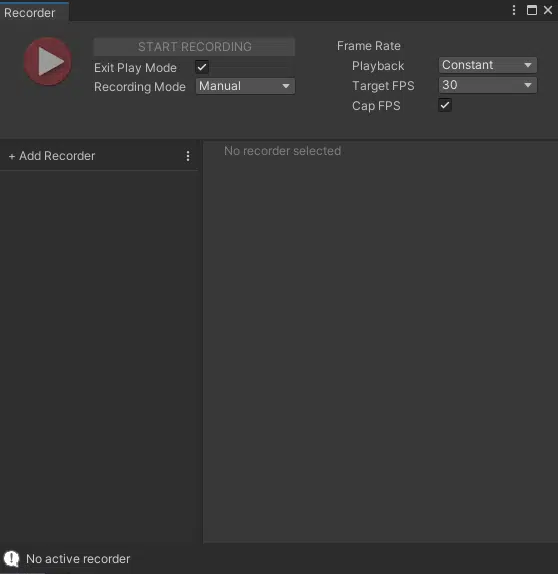 Recorder
START RECORDING
Exit Play Mode
Recording Mode Manual
Frame Rate
Playback Constant
Target FPS 30
Cap FPS
+ Add Recorder
No recorder selected
No active recorder